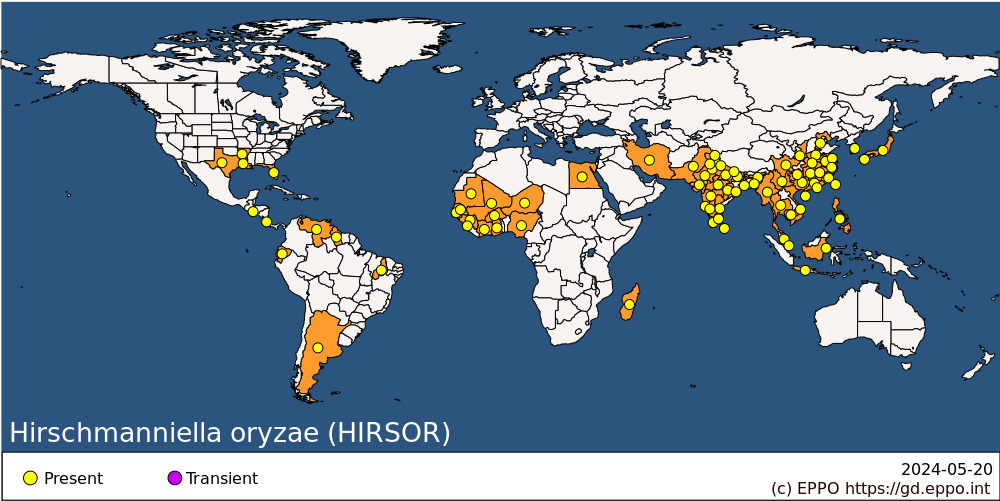 Hirschmanniella oryzae (HIRSOR)
Present
Transient
2024-05-20
(c) EPPO https://gd.eppo.int